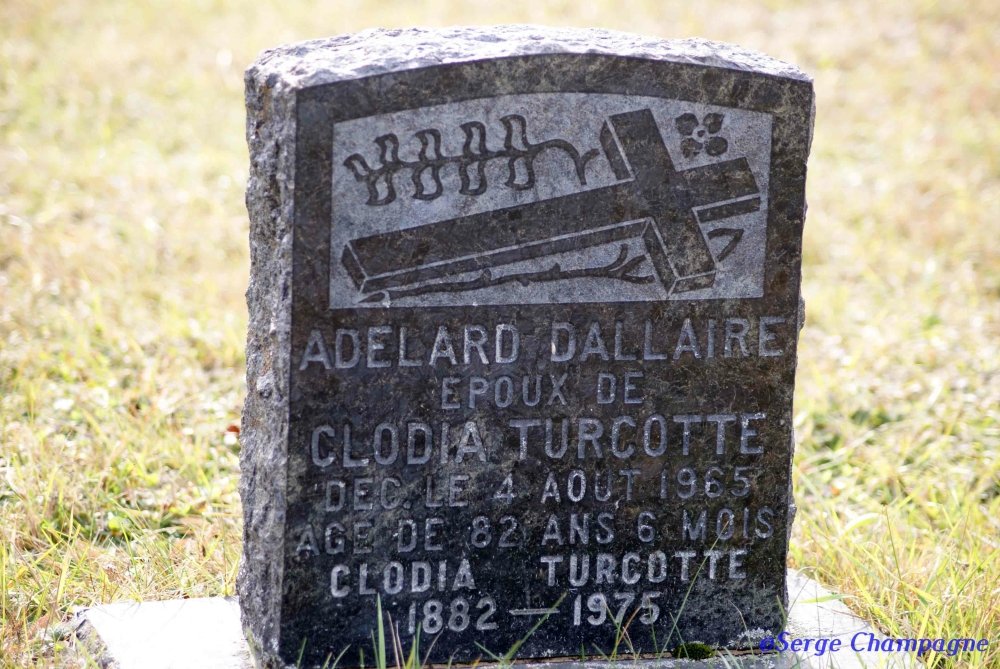 ADELARD DALLAIRE
EPOUX DE
CLODIA TURCOTTE
DEC. LE 4 AOUT 1965
AGE DE 82 ANS 6 MOIS
CLODIA TURCOTTE
1882 — 1975
©Serge Champagne